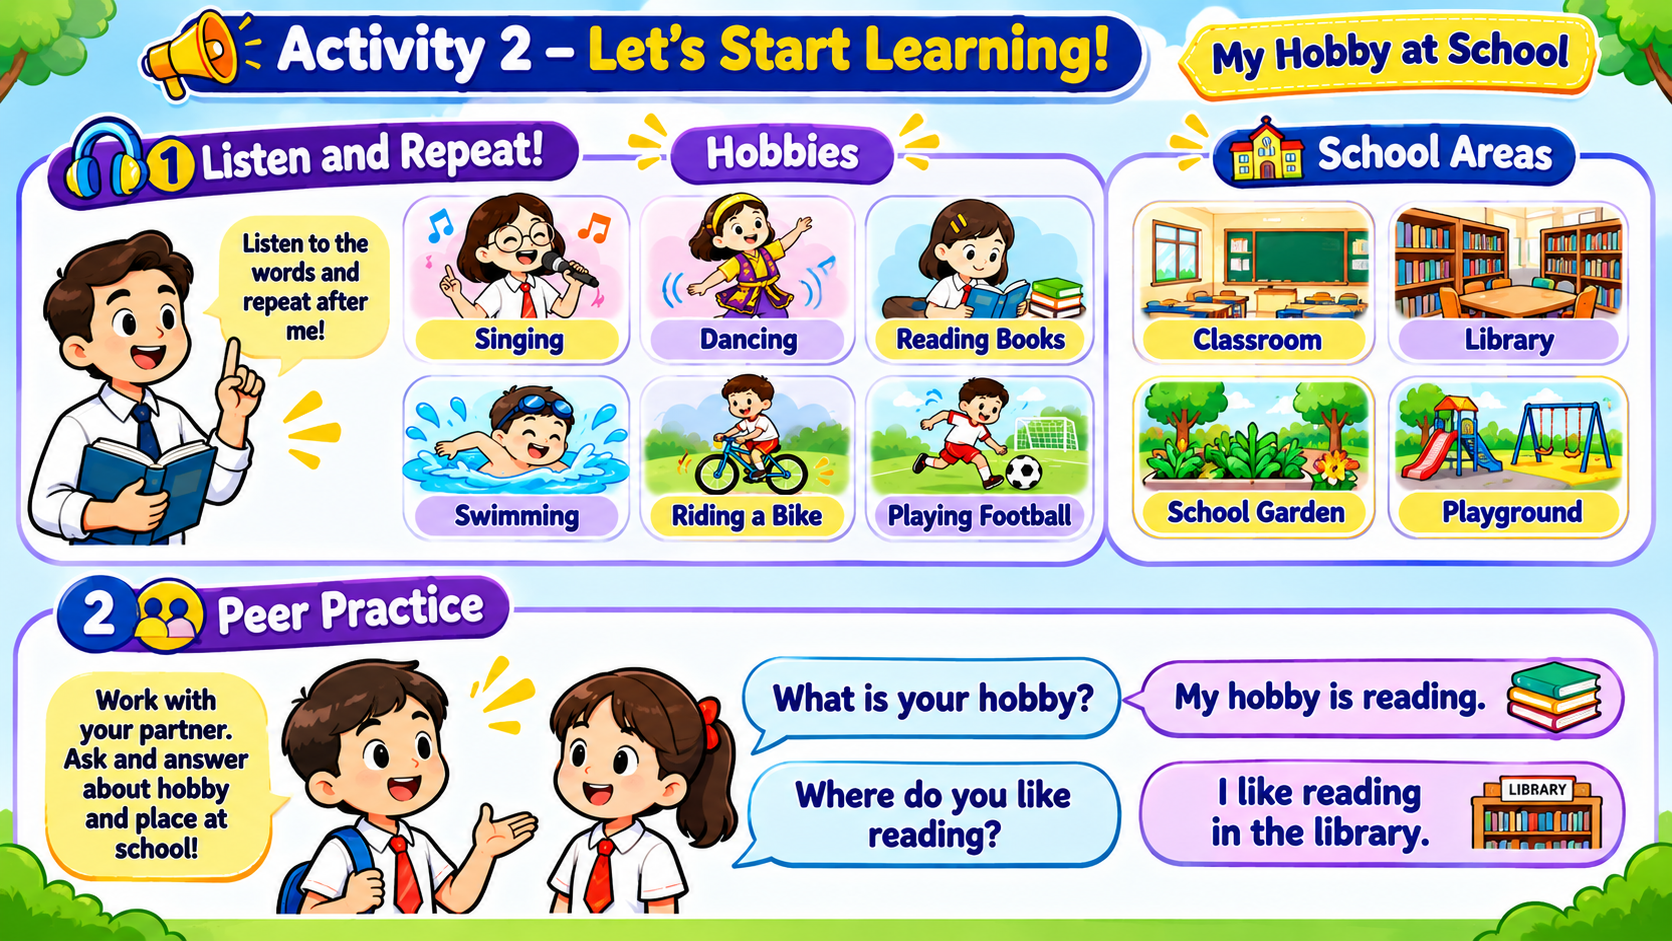 Activity 2 – Let's Start Learning!
My Hobby at School
1 Listen and Repeat!
Listen to the
words and
repeat after
me!
Hobbies
Singing
Dancing
Reading Books
Swimming
Riding a Bike
Playing Football
School Areas
Classroom
Library
School Garden
Playground
2 Peer Practice
Work with
your partner.
Ask and answer
about hobby
and place at
school!
What is your hobby?
My hobby is reading.
Where do you like
reading?
I like reading
in the library.
LIBRARY